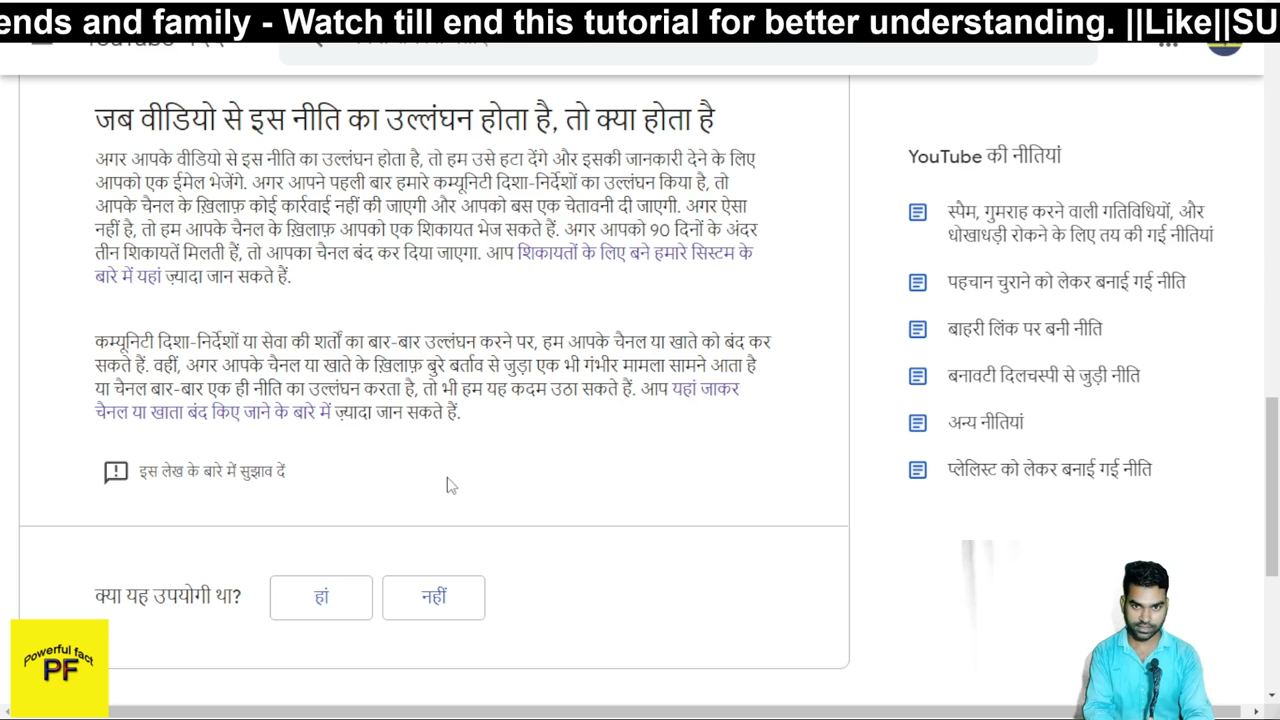 ends and family - Watch till end this tutorial for better understanding. ||Like||SU
जब वीडियो से इस नीति का उल्लंघन होता है, तो क्या होता है
अगर आपके वीडियो से इस नीति का उल्लंघन होता है, तो हम उसे हटा देंगे और इसकी जानकारी देने के लिए
आपको एक ईमेल भेजेंगे. अगर आपने पहली बार हमारे कम्यूनिटी दिशा-निर्देशों का उल्लंघन किया है, तो
आपके चैनल के ख़िलाफ़ कोई कार्रवाई नहीं की जाएगी और आपको बस एक चेतावनी दी जाएगी. अगर ऐसा
नहीं है, तो हम आपके चैनल के ख़िलाफ़ आपको एक शिकायत भेज सकते हैं. अगर आपको 90 दिनों के अंदर
तीन शिकायतें मिलती हैं, तो आपका चैनल बंद कर दिया जाएगा. आप शिकायतों के लिए बने हमारे सिस्टम के
बारे में यहां ज़्यादा जान सकते हैं.
कम्यूनिटी दिशा-निर्देशों या सेवा की शर्तों का बार-बार उल्लंघन करने पर, हम आपके चैनल या खाते को बंद कर
सकते हैं. वहीं, अगर आपके चैनल या खाते के ख़िलाफ़ बुरे बर्ताव से जुड़ा एक भी गंभीर मामला सामने आता है
या चैनल बार-बार एक ही नीति का उल्लंघन करता है, तो भी हम यह कदम उठा सकते हैं. आप यहां जाकर
चैनल या खाता बंद किए जाने के बारे में ज़्यादा जान सकते हैं.
इस लेख के बारे में सुझाव दें
क्या यह उपयोगी था?
हां
नहीं
YouTube की नीतियां
स्पैम, गुमराह करने वाली गतिविधियों, और
धोखाधड़ी रोकने के लिए तय की गई नीतियां
पहचान चुराने को लेकर बनाई गई नीति
बाहरी लिंक पर बनी नीति
बनावटी दिलचस्पी से जुड़ी नीति
अन्य नीतियां
प्लेलिस्ट को लेकर बनाई गई नीति
Powerful fact
PF